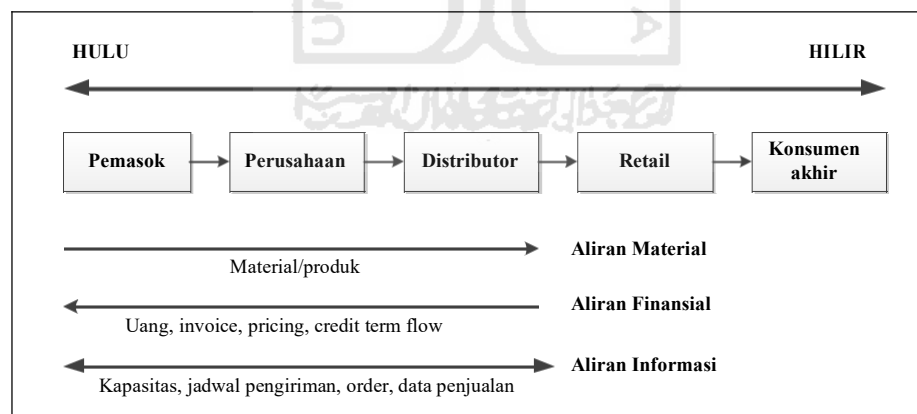 HULU HILIR
Pemasok Perusahaan Distributor Retail Konsumen
akhir
Aliran Material
Material/produk
Aliran Finansial
Uang, invoice, pricing, credit term flow
Aliran Informasi
Kapasitas, jadwal pengiriman, order, data penjualan